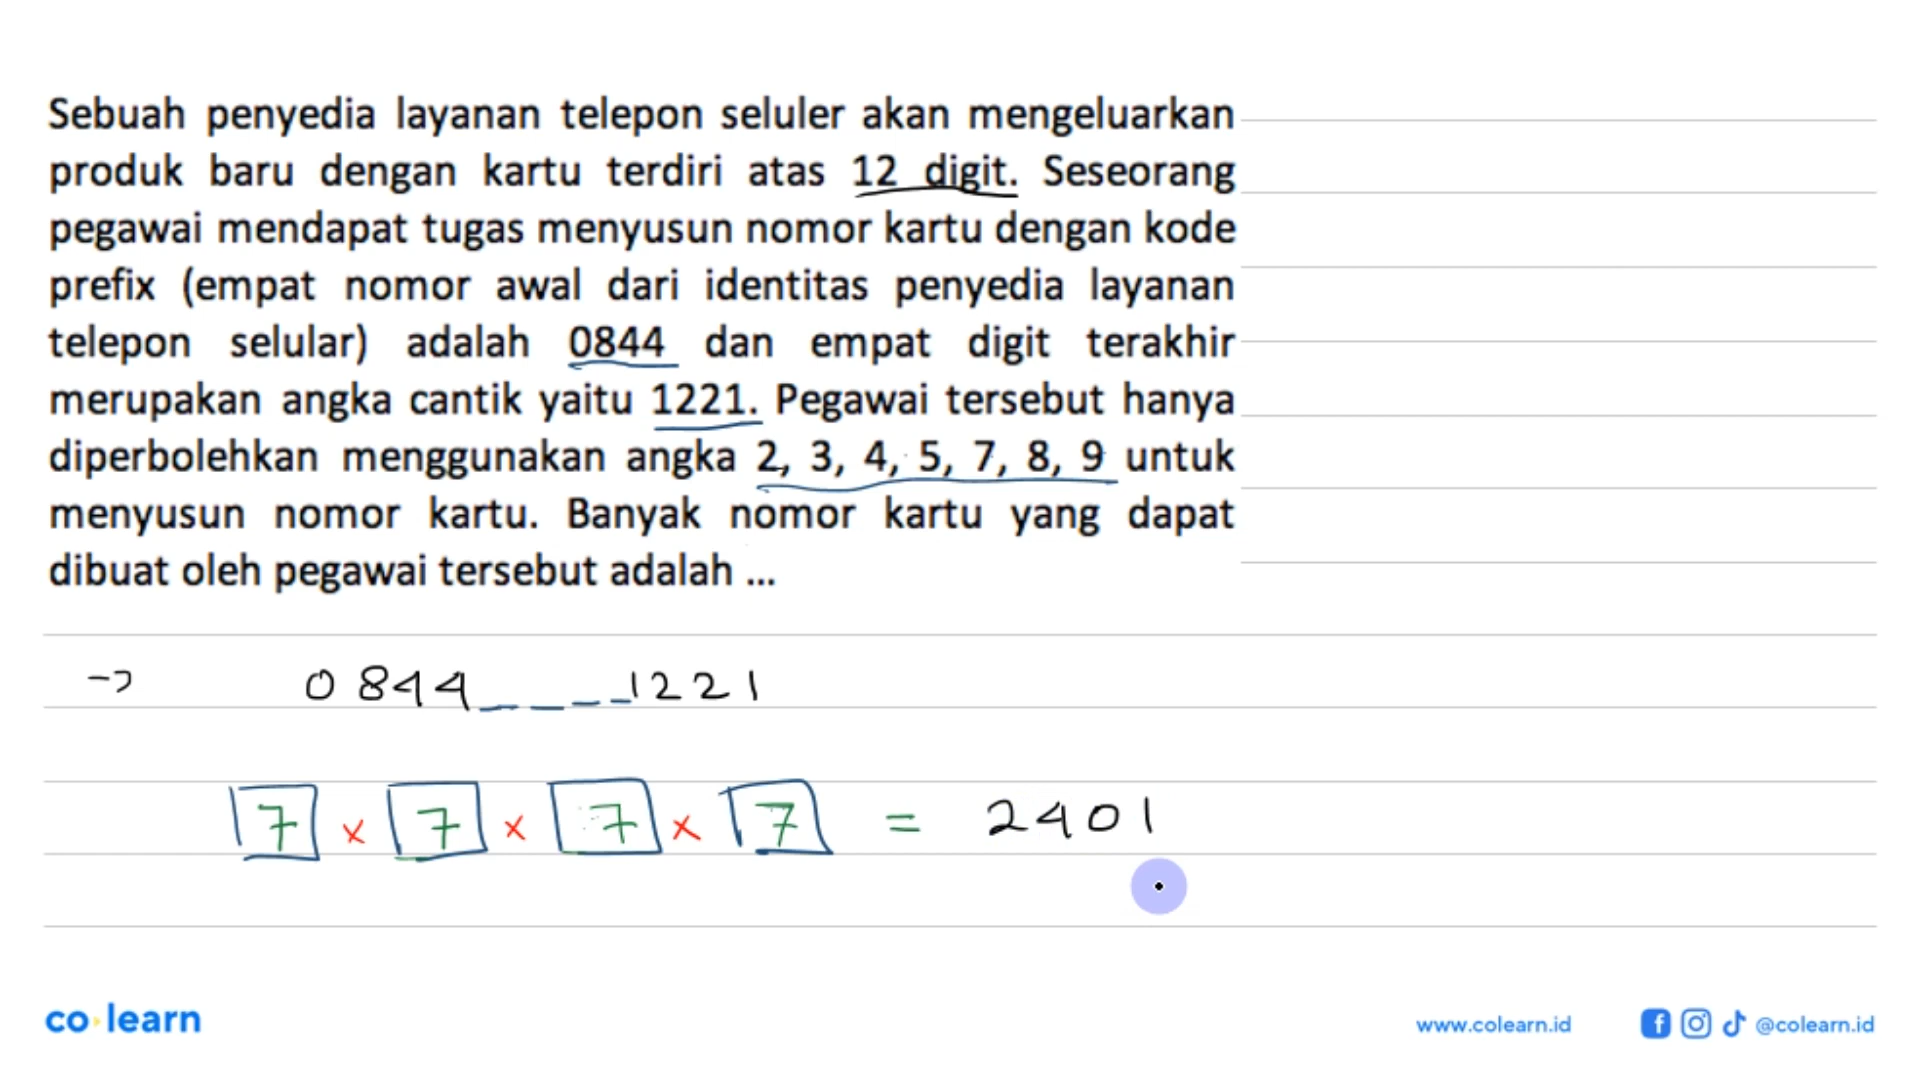 Sebuah penyedia layanan telepon seluler akan mengeluarkan
produk baru dengan kartu terdiri atas 12 digit. Seseorang
pegawai mendapat tugas menyusun nomor kartu dengan kode
prefix (empat nomor awal dari identitas penyedia layanan
telepon selular) adalah 0844 dan empat digit terakhir
merupakan angka cantik yaitu 1221. Pegawai tersebut hanya
diperbolehkan menggunakan angka 2, 3, 4, 5, 7, 8, 9 untuk
menyusun nomor kartu. Banyak nomor kartu yang dapat
dibuat oleh pegawai tersebut adalah ...
→ 0844 _ _ _ _ 1221
7 × 7 × 7 × 7 = 2401
co learn
www.colearn.id @colearn.id